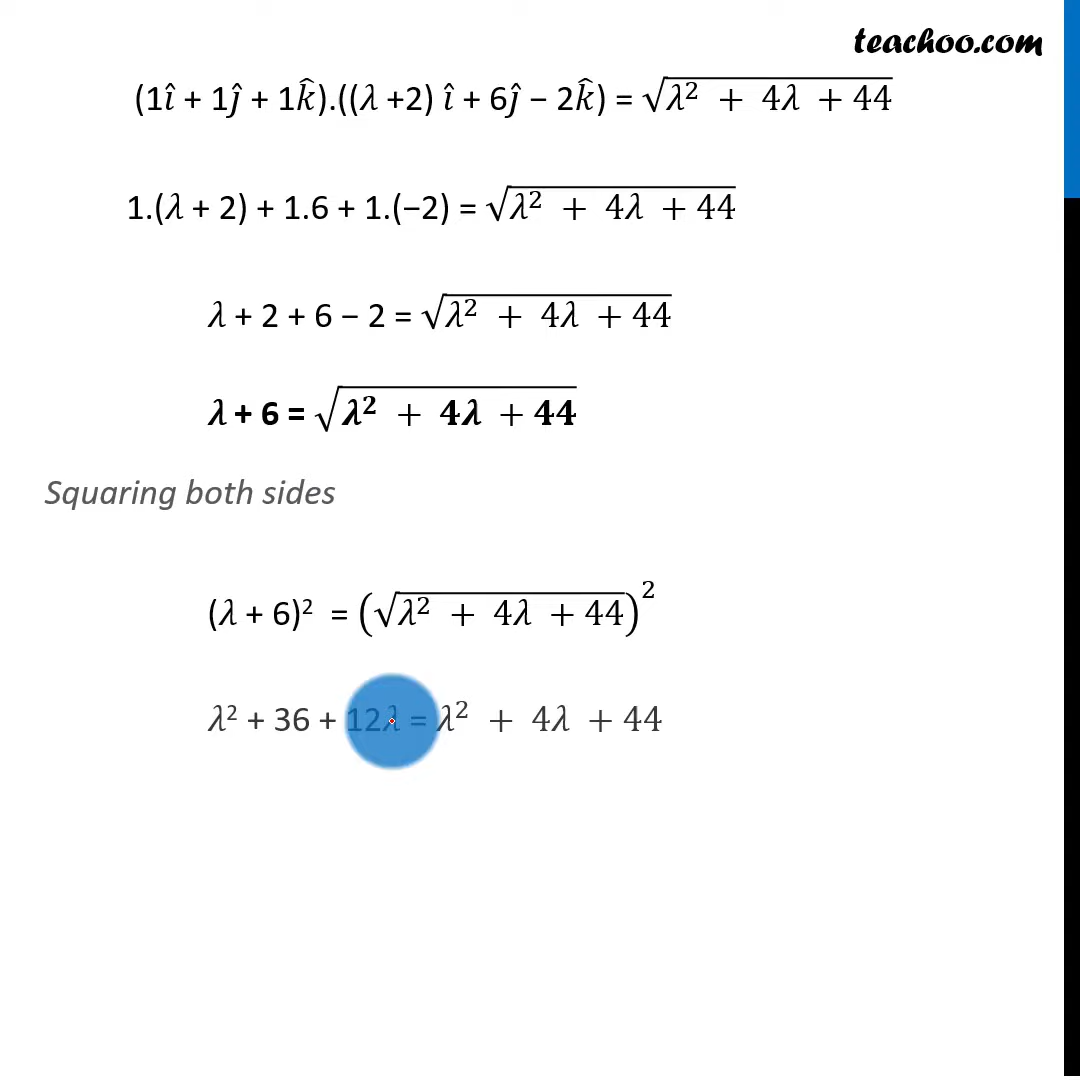 teachoo.com
(1î + 1ĵ + 1k̂).((𝜆 +2) î + 6ĵ − 2k̂) = √(𝜆² + 4𝜆 +44)
1.(𝜆 + 2) + 1.6 + 1.(−2) = √(𝜆² + 4𝜆 +44)
𝜆 + 2 + 6 − 2 = √(𝜆² + 4𝜆 +44)
𝜆 + 6 = √(𝜆² + 4𝜆 +44)
Squaring both sides
(𝜆 + 6)2 = (√(𝜆² + 4𝜆 +44))²
𝜆2 + 36 + 12𝜆 = 𝜆² + 4𝜆 +44